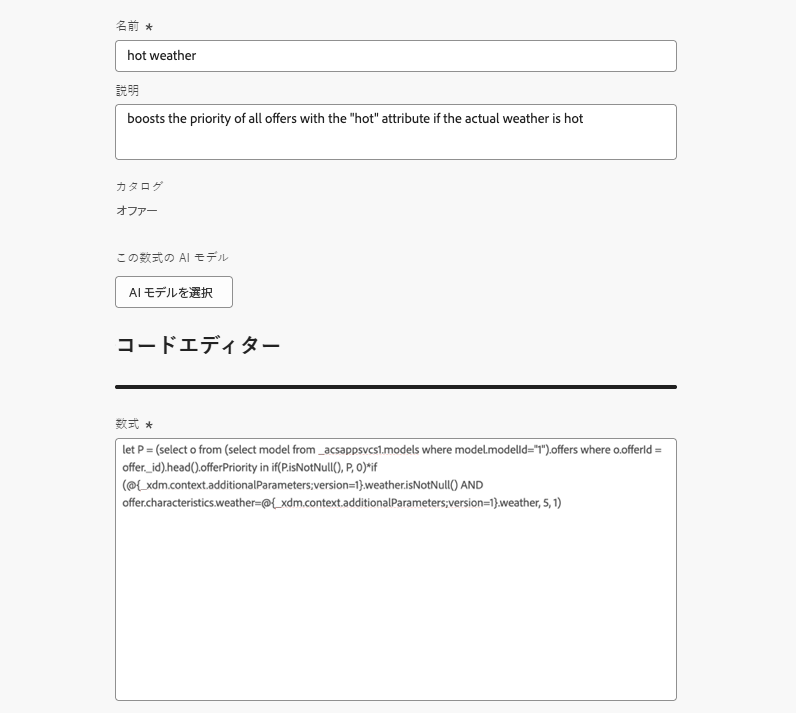 名前 *
hot weather
説明
boosts the priority of all offers with the "hot" attribute if the actual weather is hot
カタログ
オファー
この数式の AI モデル
AI モデルを選択
コードエディター
数式 *
let P = (select o from (select model from _acsappsvcs1.models where model.modelId="1").offers where o.offerId =
offer._id).head().offerPriority in if(P.isNotNull(), P, 0)*if
(@{_xdm.context.additionalParameters;version=1}.weather.isNotNull() AND
offer.characteristics.weather=@{_xdm.context.additionalParameters;version=1}.weather, 5, 1)